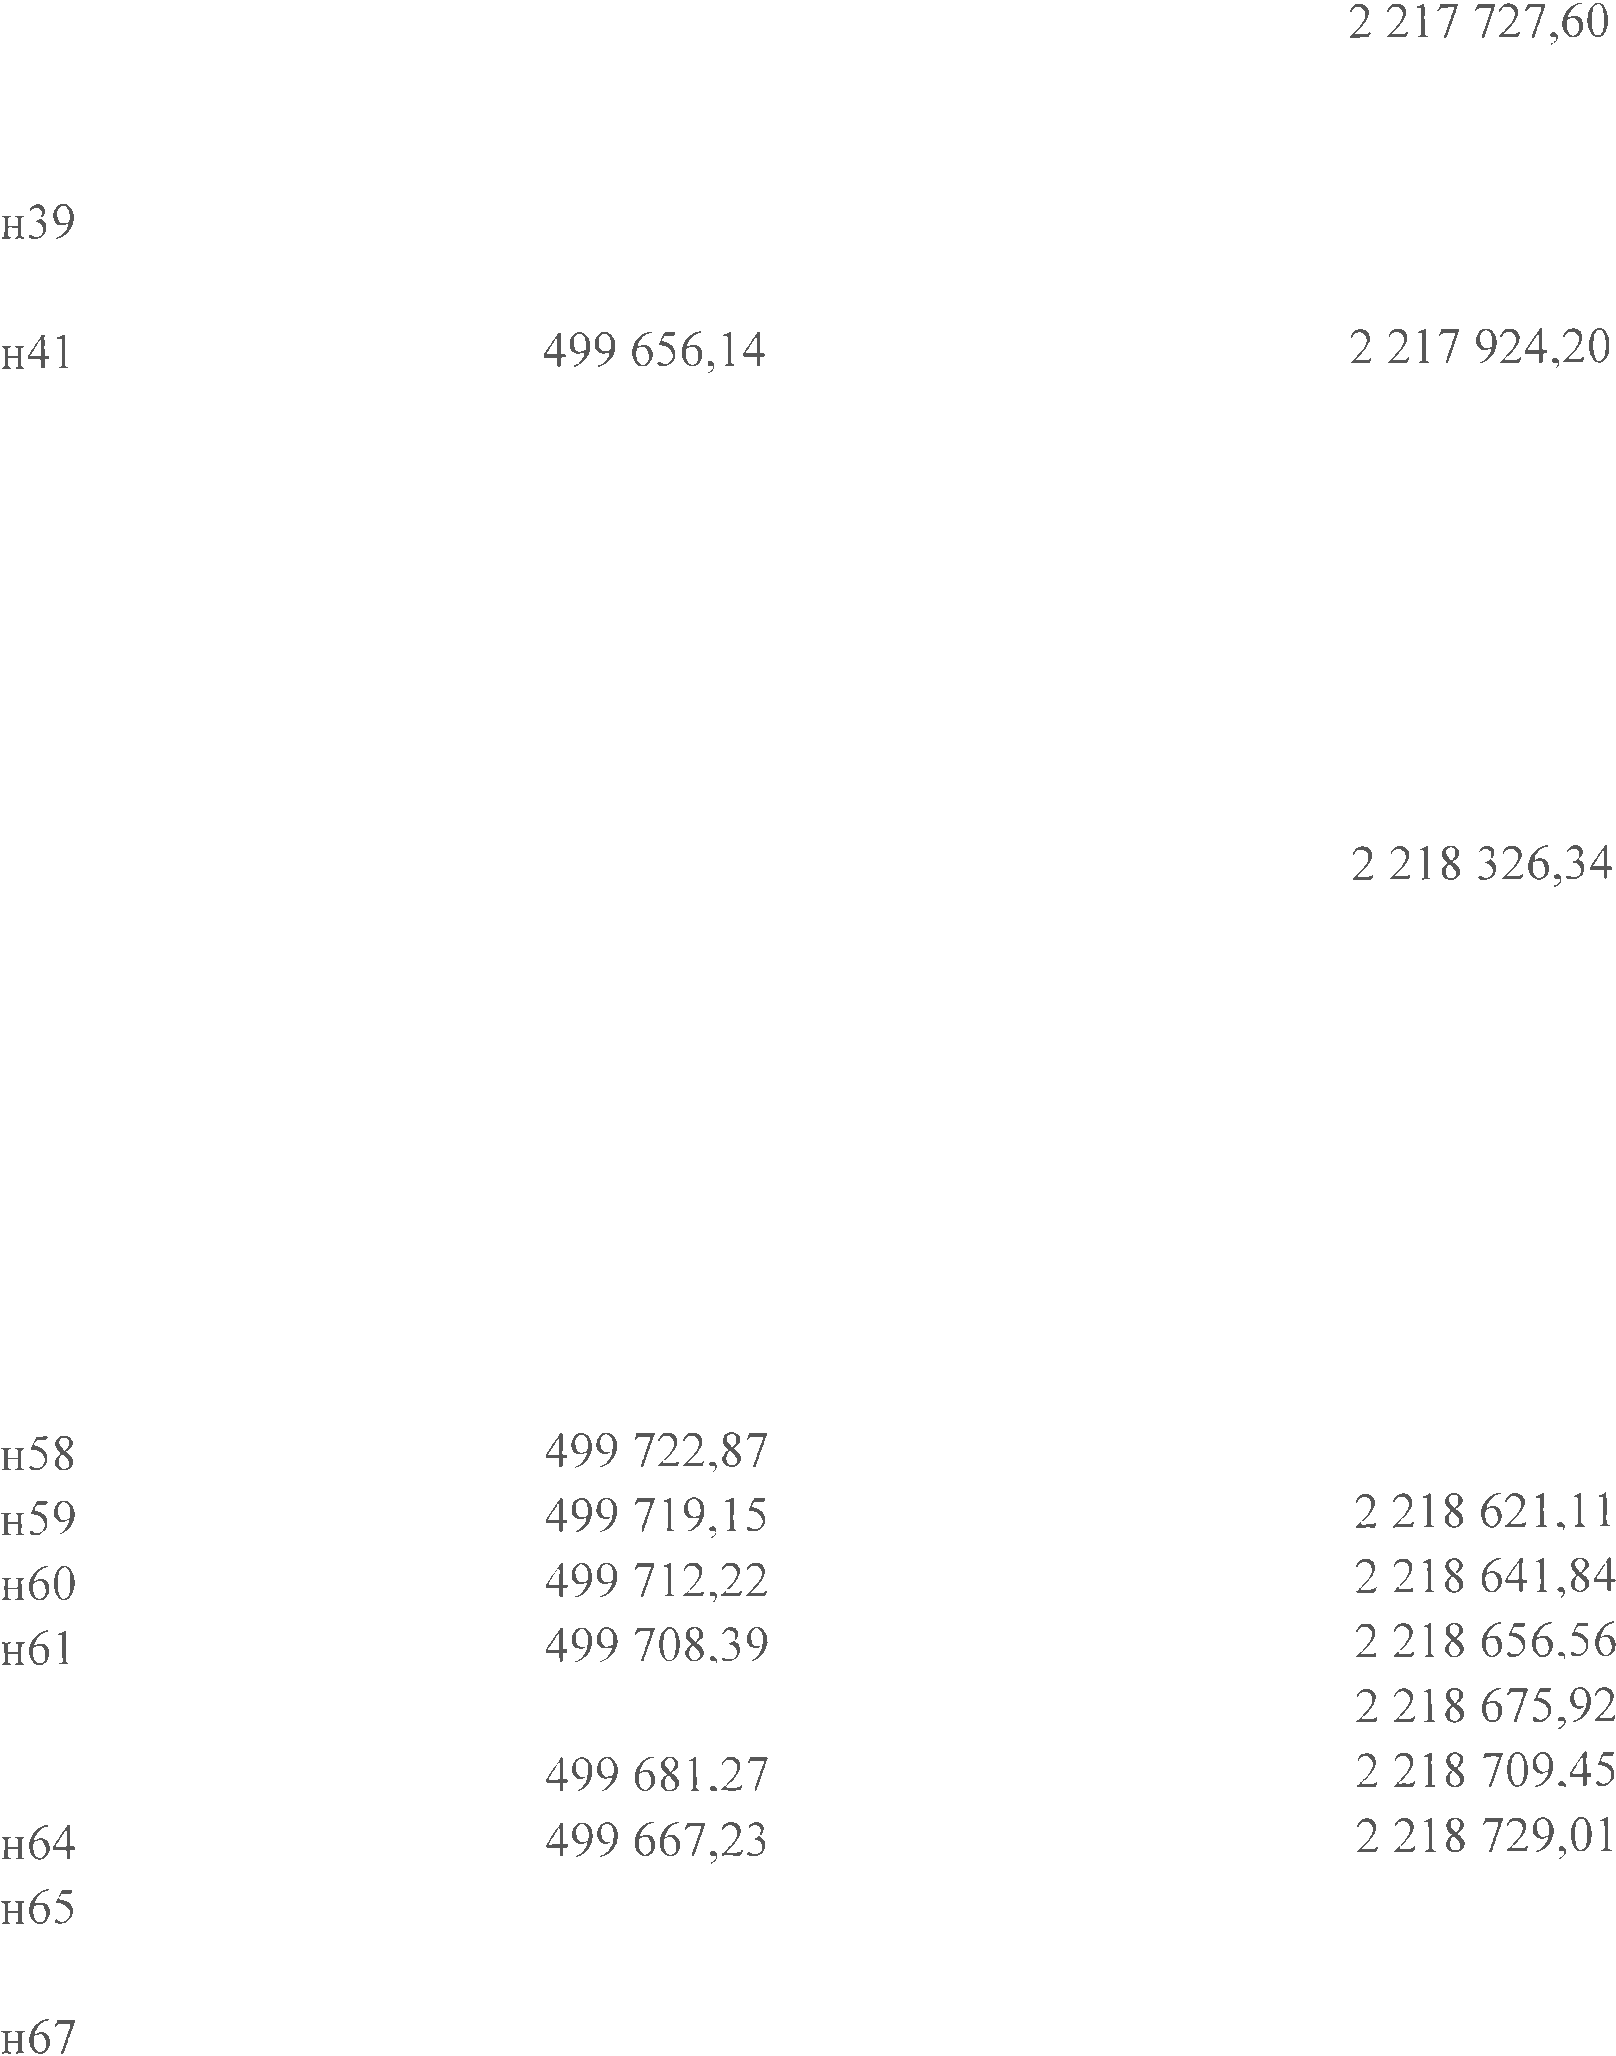 2 217 727,60
н39
н41 499 656,14 2 217 924,20
2 218 326,34
н58 499 722,87
н59 499 719,15 2 218 621,11
н60 499 712,22 2 218 641,84
н61 499 708,39 2 218 656,56
2 218 675,92
499 681,27 2 218 709,45
н64 499 667,23 2 218 729,01
н65
н67